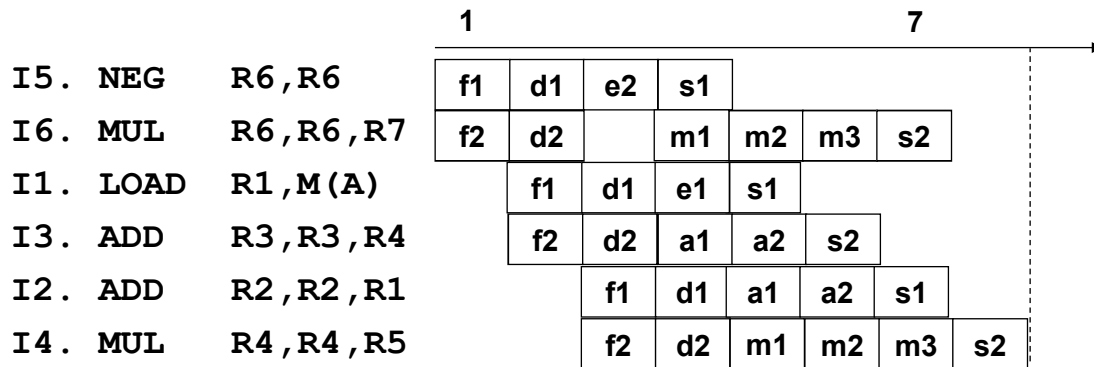 1 7
I5. NEG R6,R6 f1 d1 e2 s1
I6. MUL R6,R6,R7 f2 d2 m1 m2 m3 s2
I1. LOAD R1,M(A) f1 d1 e1 s1
I3. ADD R3,R3,R4 f2 d2 a1 a2 s2
I2. ADD R2,R2,R1 f1 d1 a1 a2 s1
I4. MUL R4,R4,R5 f2 d2 m1 m2 m3 s2